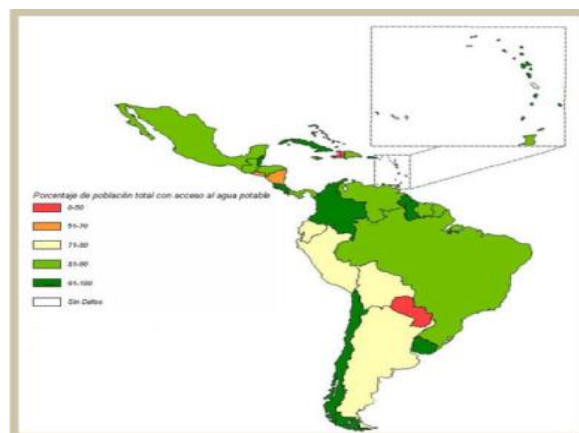 Porcentaje de población total con acceso al agua potable
0-50
51-70
71-80
81-90
91-100
Sin Datos